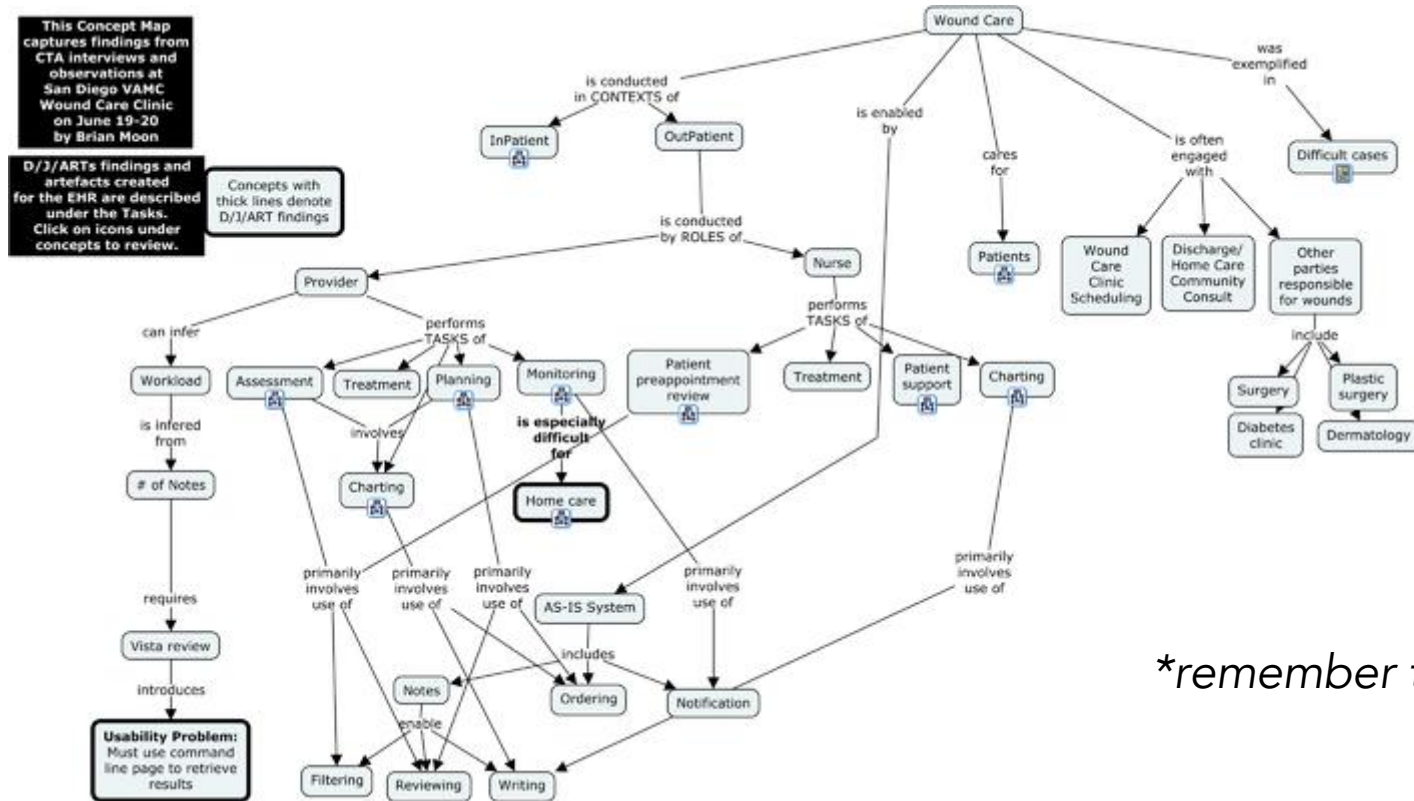 This Concept Map
captures findings from
CTA interviews and
observations at
San Diego VAMC
Wound Care Clinic
on June 19-20
by Brian Moon
D/J/ARTs findings and
artefacts created
for the EHR are described
under the Tasks.
Click on icons under
concepts to review.
Concepts with
thick lines denote
D/J/ART findings
Wound Care
is conducted
in CONTEXTS of
is enabled
by
cares
for
is often
engaged
with
was
exemplified
in
InPatient
OutPatient
Difficult cases
is conducted
by ROLES of
Patients
Wound
Care
Clinic
Scheduling
Discharge/
Home Care
Community
Consult
Other
parties
responsible
for wounds
Provider
Nurse
can infer
performs
TASKS of
performs
TASKS of
include
Workload
Assessment
Treatment
Planning
Monitoring
Patient
preappointment
review
Treatment
Patient
support
Charting
Surgery
Plastic
surgery
Diabetes
clinic
Dermatology
is infered
from
involves
is especially
difficult
for
# of Notes
Charting
Home care
primarily
involves
use of
primarily
involves
use of
primarily
involves
use of
primarily
involves
use of
primarily
involves
use of
requires
AS-IS System
Vista review
includes
introduces
Notes
Ordering
Notification
enable
Usability Problem:
Must use command
line page to retrieve
results
Filtering
Reviewing
Writing
*remember